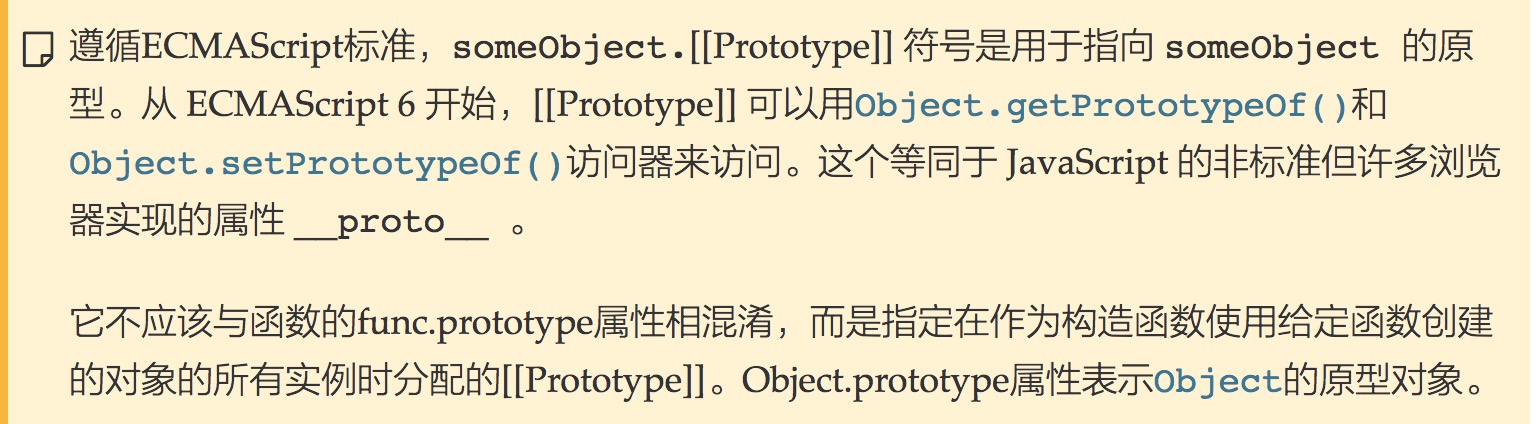 遵循ECMAScript标准，someObject.[[Prototype]] 符号是用于指向 someObject 的原
型。从 ECMAScript 6 开始，[[Prototype]] 可以用Object.getPrototypeOf()和
Object.setPrototypeOf()访问器来访问。这个等同于 JavaScript 的非标准但许多浏览
器实现的属性 __proto__ 。
它不应该与函数的func.prototype属性相混淆，而是指定在作为构造函数使用给定函数创建
的对象的所有实例时分配的[[Prototype]]。Object.prototype属性表示Object的原型对象。